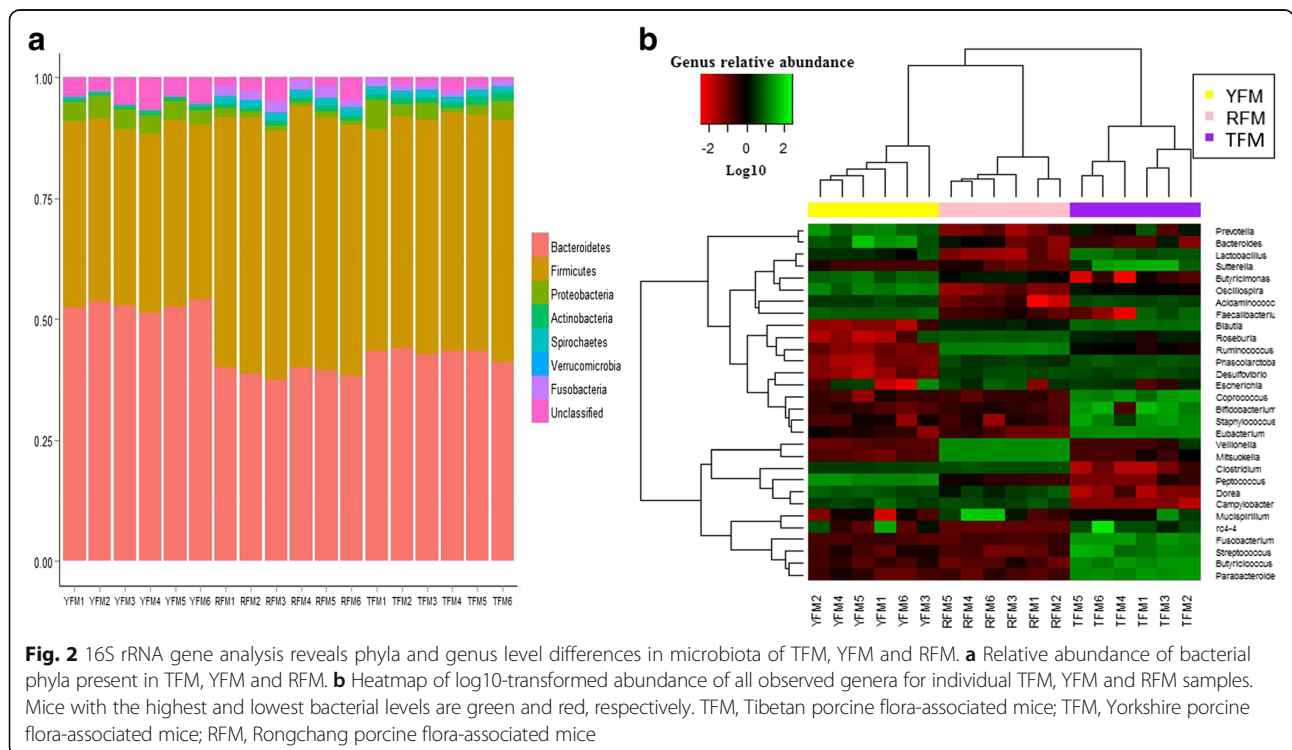 a
1.00
0.75
0.50
0.25
0.00
YFM1 YFM2 YFM3 YFM4 YFM5 YFM6 RFM1 RFM2 RFM3 RFM4 RFM5 RFM6 TFM1 TFM2 TFM3 TFM4 TFM5 TFM6
Bacteroidetes
Firmicutes
Proteobacteria
Actinobacteria
Spirochaetes
Verrucomicrobia
Fusobacteria
Unclassified
b
Genus relative abundance
-2 0 2
Log10
YFM
RFM
TFM
Prevotella
Bacteroides
Lactobacillus
Sutterella
Butyricimonas
Oscillospira
Acidaminococc
Faecalibacteriu
Blautia
Roseburia
Ruminococcus
Phascolarctoba
Desulfovibrio
Escherichia
Coprococcus
Bifidobacterium
Staphylococcus
Eubacterium
Veillonella
Mitsuokella
Clostridium
Peptococcus
Dorea
Campylobacter
Mucispirillum
rc4-4
Fusobacterium
Streptococcus
Butyricicoccus
Parabacteroide
YFM2 YFM4 YFM5 YFM1 YFM6 YFM3 RFM5 RFM4 RFM6 RFM3 RFM1 RFM2 TFM5 TFM6 TFM4 TFM1 TFM3 TFM2
Fig. 2 16S rRNA gene analysis reveals phyla and genus level differences in microbiota of TFM, YFM and RFM. a Relative abundance of bacterial
phyla present in TFM, YFM and RFM. b Heatmap of log10-transformed abundance of all observed genera for individual TFM, YFM and RFM samples.
Mice with the highest and lowest bacterial levels are green and red, respectively. TFM, Tibetan porcine flora-associated mice; TFM, Yorkshire porcine
flora-associated mice; RFM, Rongchang porcine flora-associated mice